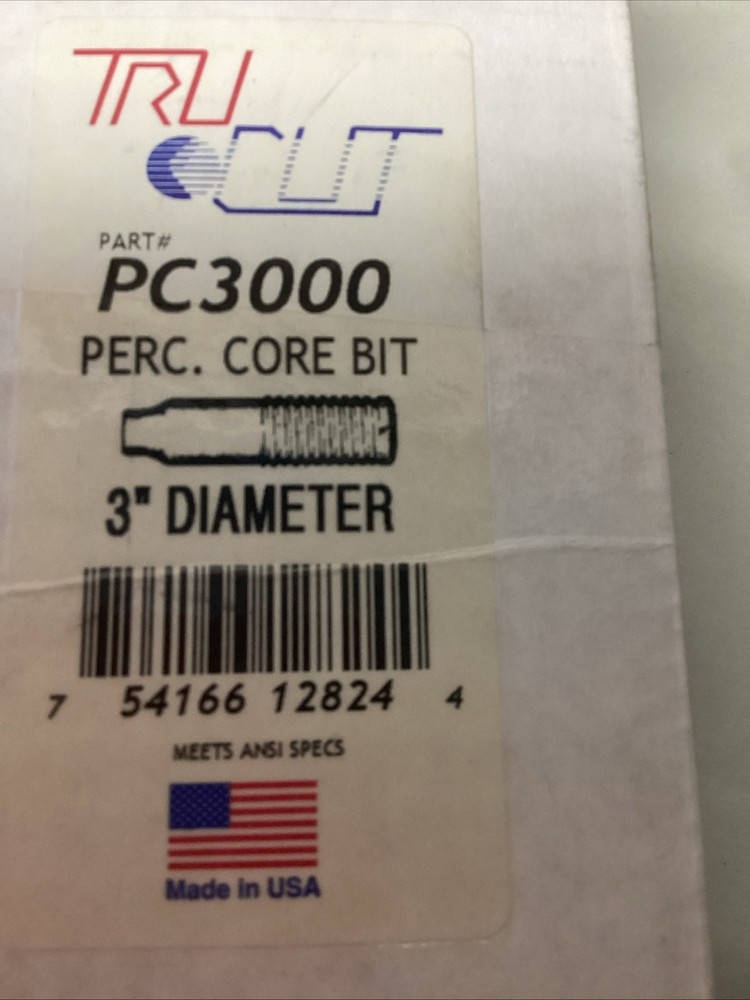 TRU
CUT
PART#
PC3000
PERC. CORE BIT
3" DIAMETER
7 54166 12824 4
MEETS ANSI SPECS
Made in USA